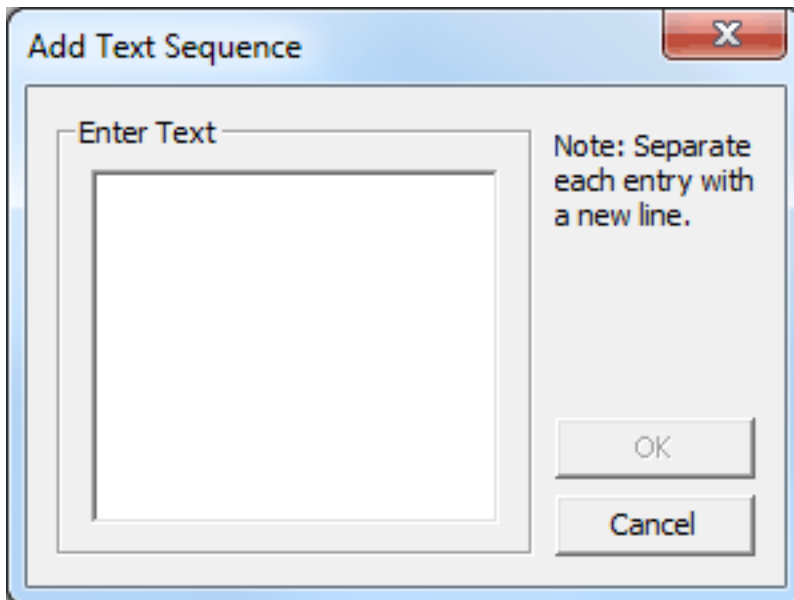 Add Text Sequence
Enter Text
Note: Separate
each entry with
a new line.
OK
Cancel